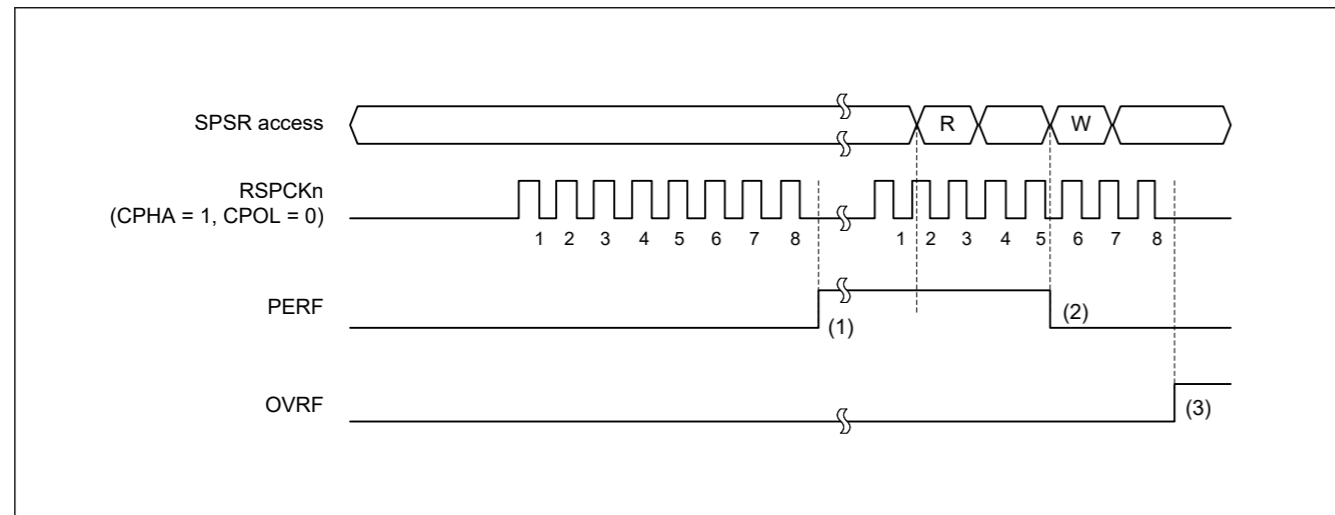 SPSR access
R
W
RSPCKn
(CPHA = 1, CPOL = 0)
1 2 3 4 5 6 7 8 1 2 3 4 5 6 7 8
PERF
(1)
(2)
OVRF
(3)